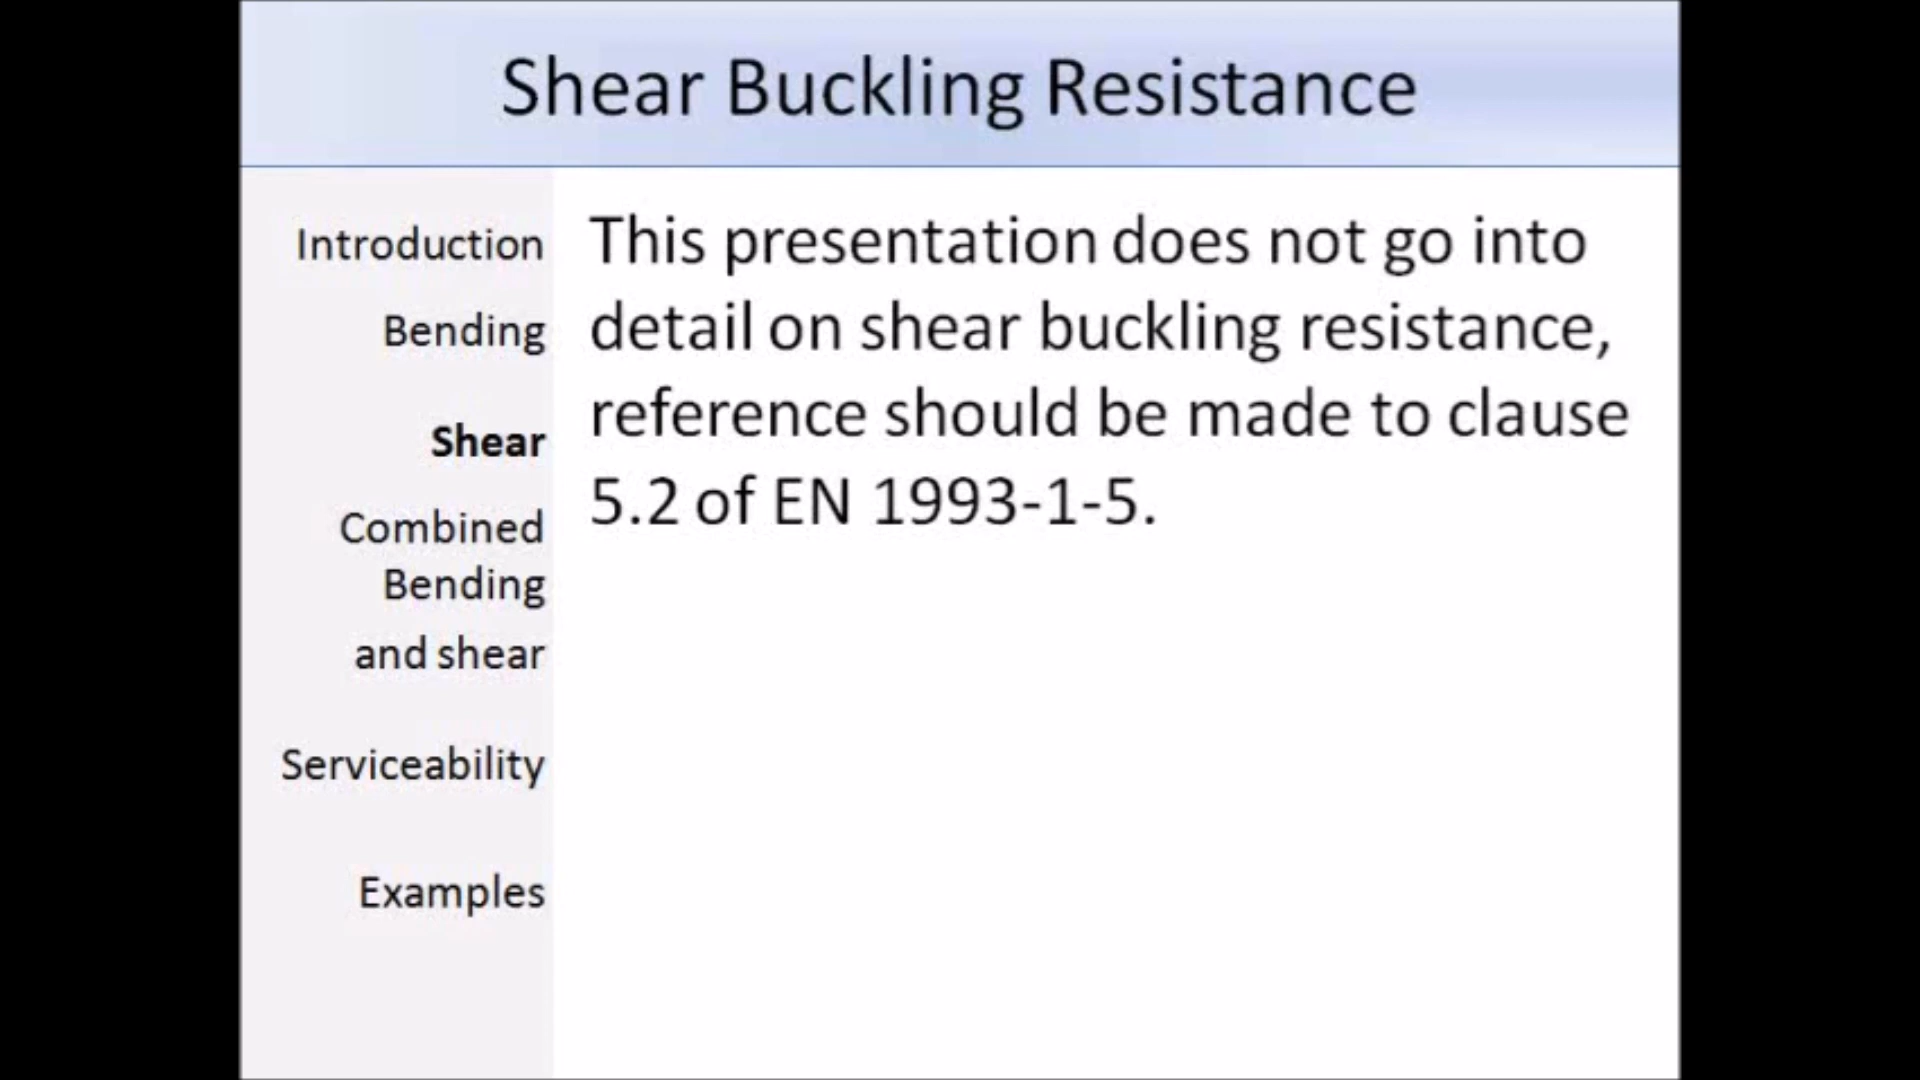 Shear Buckling Resistance
Introduction
Bending
Shear
Combined
Bending
and shear
Serviceability
Examples
This presentation does not go into
detail on shear buckling resistance,
reference should be made to clause
5.2 of EN 1993-1-5.